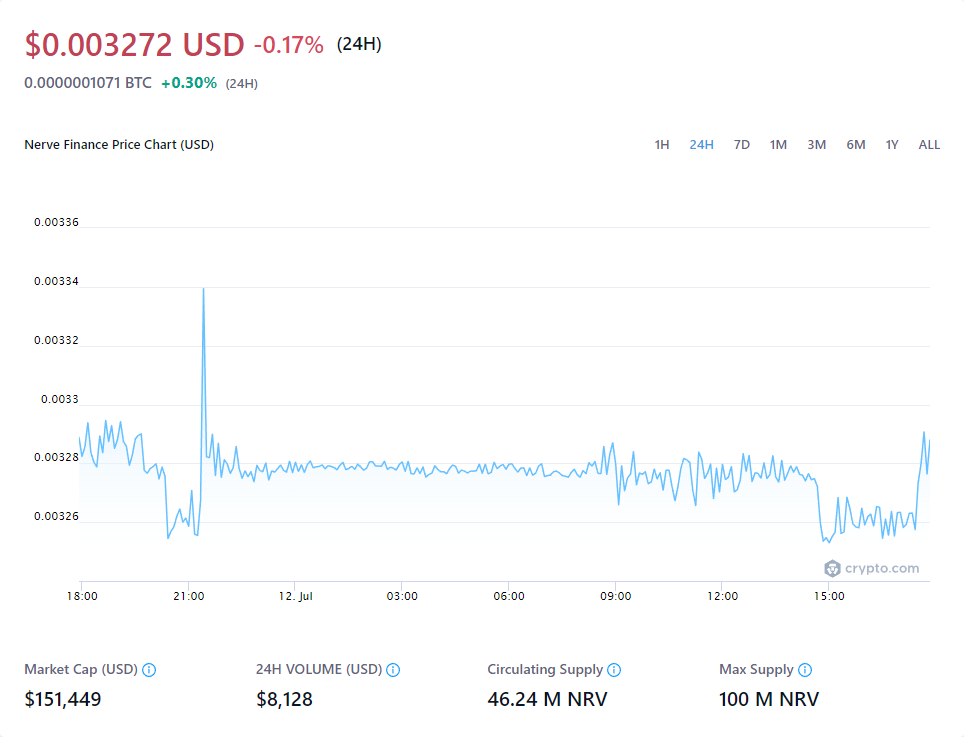 $0.003272 USD -0.17% (24H)
0.0000001071 BTC +0.30% (24H)
Nerve Finance Price Chart (USD) 1H 24H 7D 1M 3M 6M 1Y ALL
0.00336
0.00334
0.00332
0.0033
0.00328
0.00326
crypto.com
18:00 21:00 12. Jul 03:00 06:00 09:00 12:00 15:00
Market Cap (USD) 24H VOLUME (USD) Circulating Supply Max Supply
$151,449 $8,128 46.24 M NRV 100 M NRV